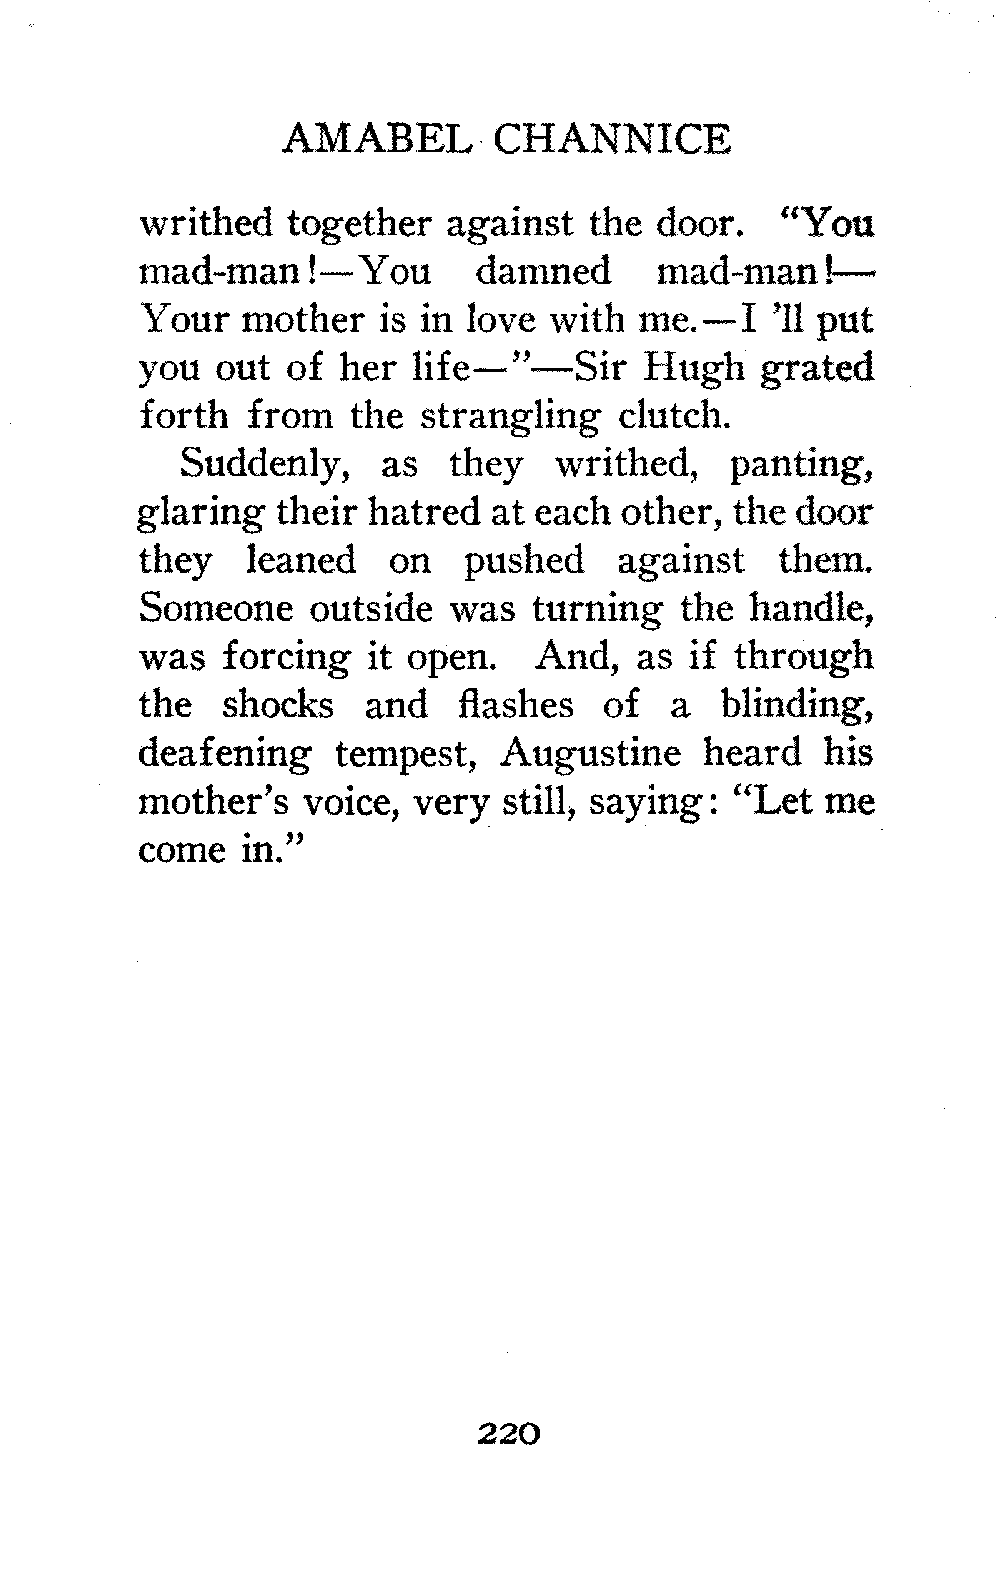 AMABEL CHANNICE
writhed together against the door. “You
mad-man!—You damned mad-man!—
Your mother is in love with me.—I ’ll put
you out of her life—”—Sir Hugh grated
forth from the strangling clutch.
Suddenly, as they writhed, panting,
glaring their hatred at each other, the door
they leaned on pushed against them.
Someone outside was turning the handle,
was forcing it open. And, as if through
the shocks and flashes of a blinding,
deafening tempest, Augustine heard his
mother’s voice, very still, saying: “Let me
come in.”
220